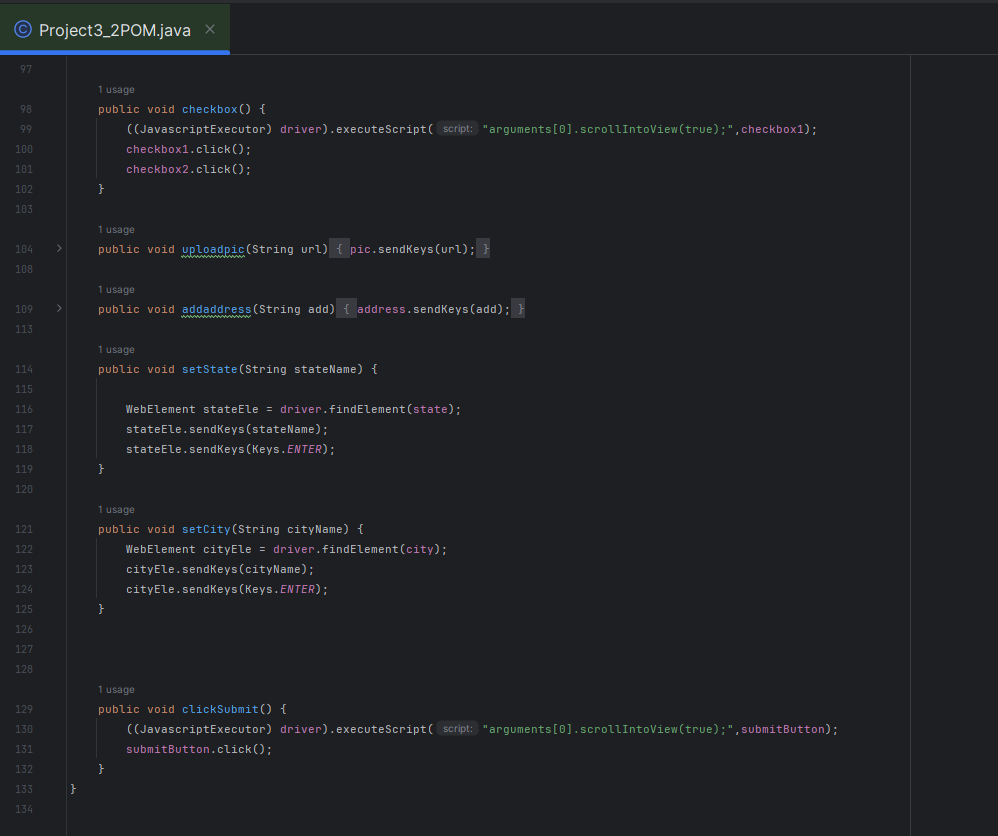 Project3_2POM.java
97
1 usage
98 public void checkbox() {
99 ((JavascriptExecutor) driver).executeScript( script: "arguments[0].scrollIntoView(true);",checkbox1);
100 checkbox1.click();
101 checkbox2.click();
102 }
103
1 usage
104 public void uploadpic(String url) { pic.sendKeys(url); }
108
1 usage
109 public void addaddress(String add) { address.sendKeys(add); }
113
1 usage
114 public void setState(String stateName) {
115
116 WebElement stateEle = driver.findElement(state);
117 stateEle.sendKeys(stateName);
118 stateEle.sendKeys(Keys.ENTER);
119 }
120
1 usage
121 public void setCity(String cityName) {
122 WebElement cityEle = driver.findElement(city);
123 cityEle.sendKeys(cityName);
124 cityEle.sendKeys(Keys.ENTER);
125 }
126
127
128
1 usage
129 public void clickSubmit() {
130 ((JavascriptExecutor) driver).executeScript( script: "arguments[0].scrollIntoView(true);",submitButton);
131 submitButton.click();
132 }
133 }
134